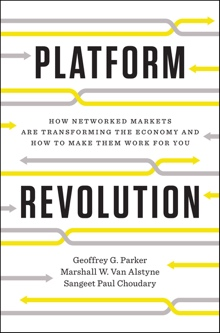 PLATFORM
HOW NETWORKED MARKETS
ARE TRANSFORMING THE ECONOMY AND
HOW TO MAKE THEM WORK FOR YOU
REVOLUTION
Geoffrey G. Parker
Marshall W. Van Alstyne
Sangeet Paul Choudary